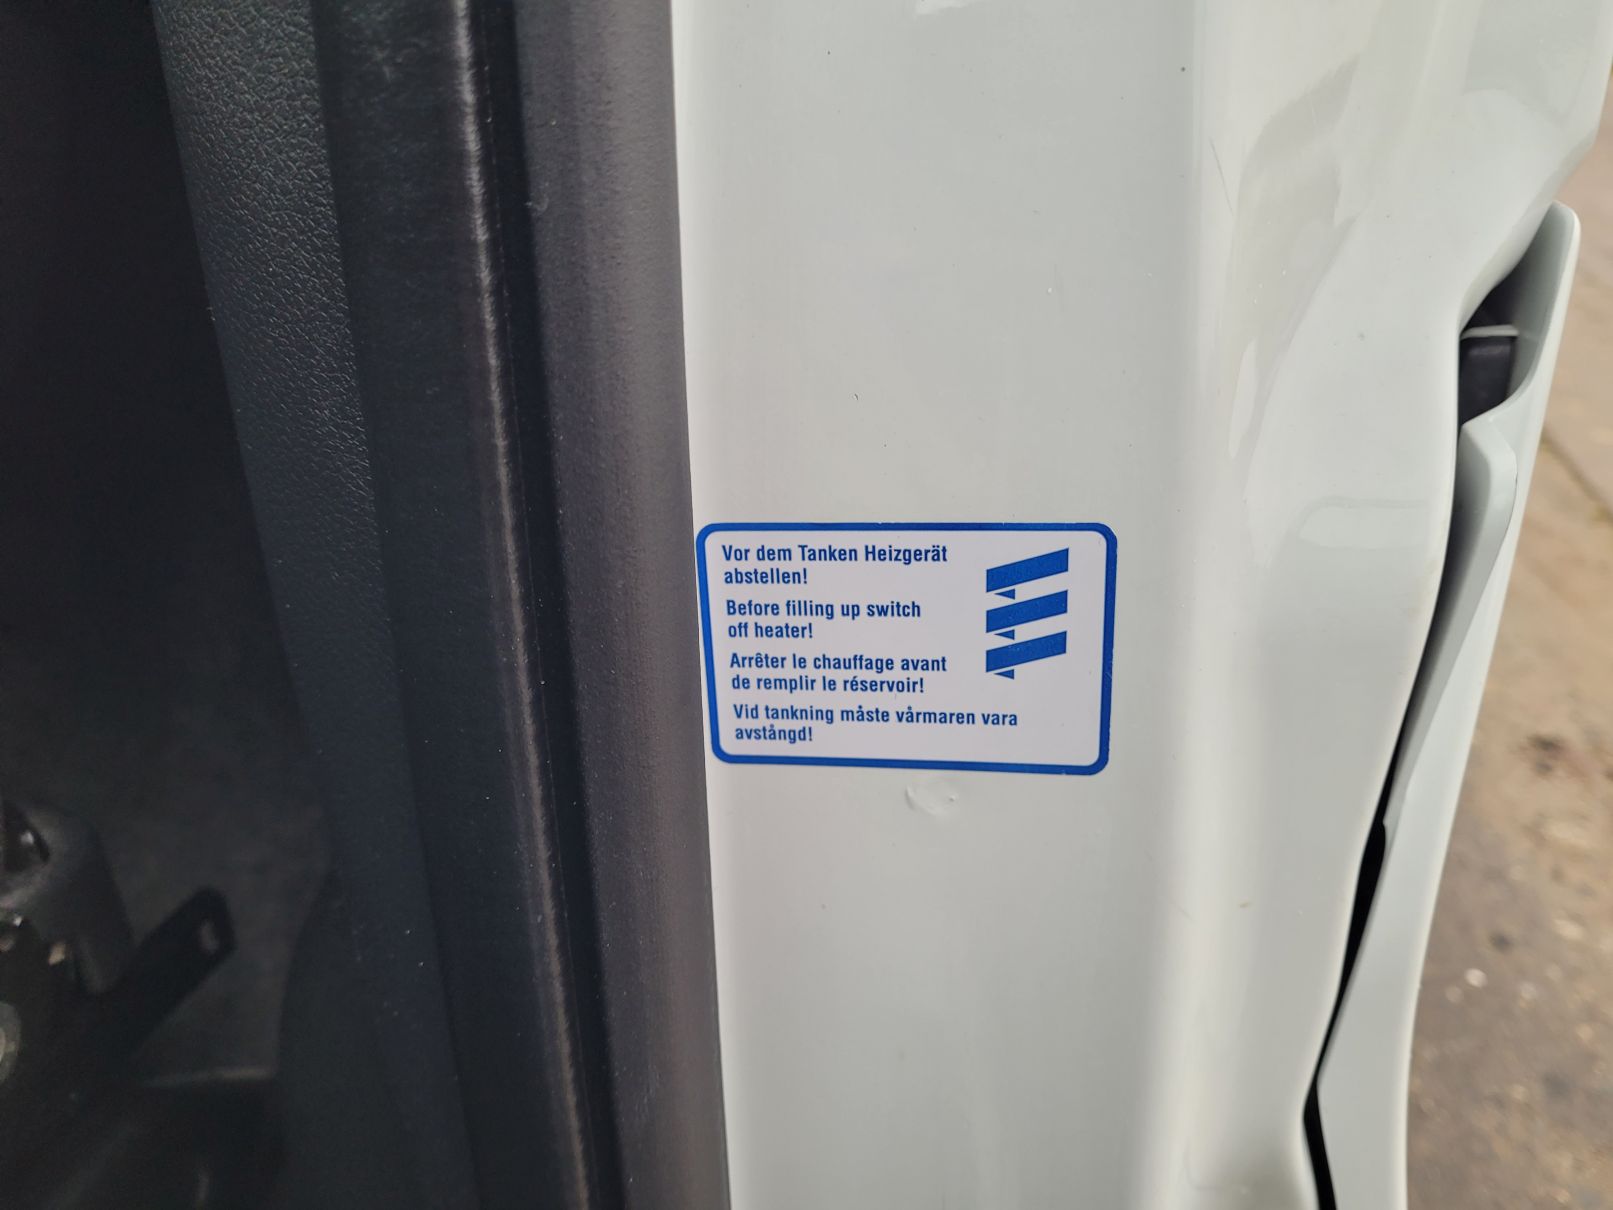 Vor dem Tanken Heizgerät
abstellen!
Before filling up switch
off heater!
Arrêter le chauffage avant
de remplir le réservoir!
Vid tankning måste vårmaren vara
avstångd!